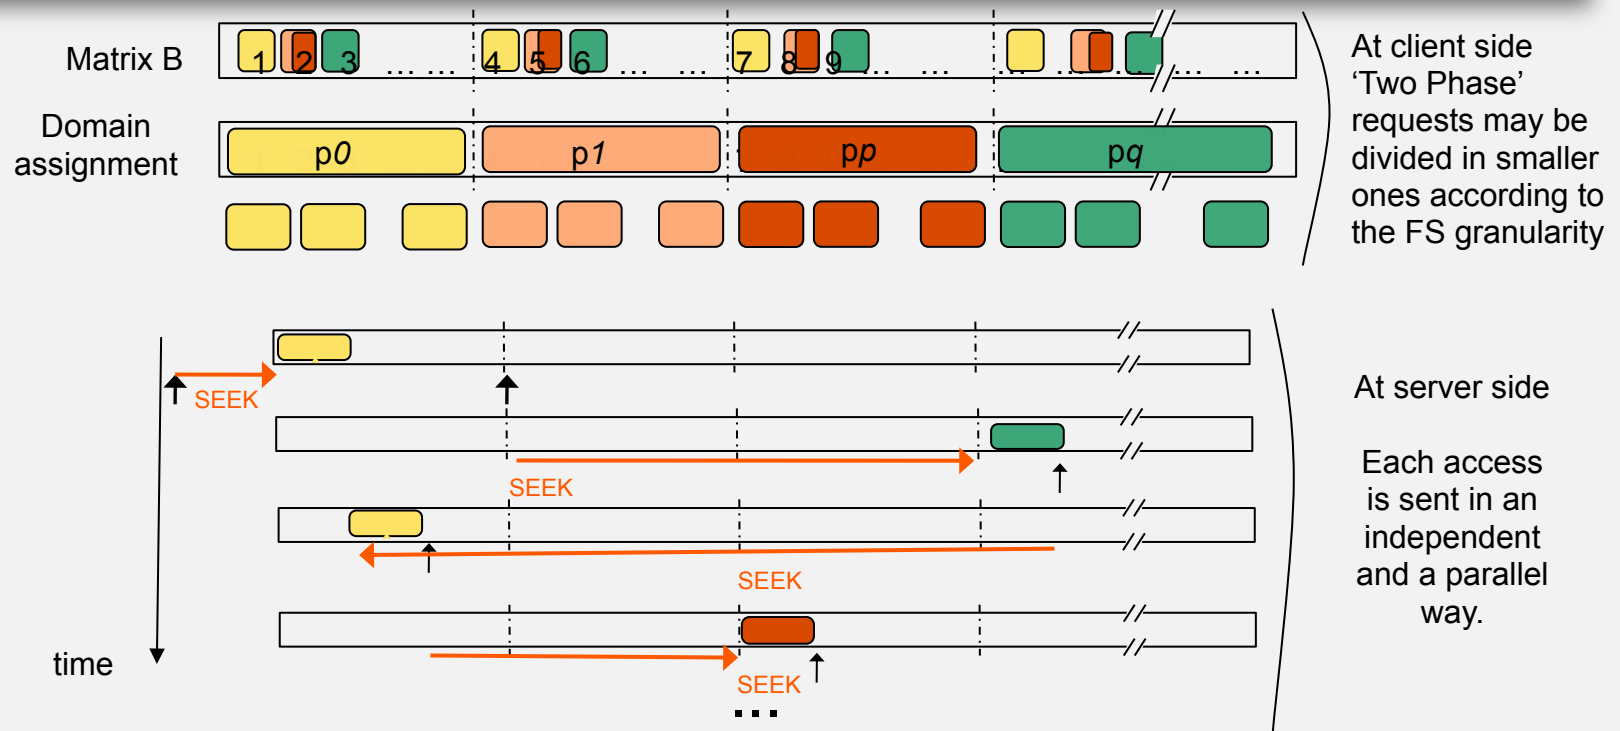 Matrix B
1 2 3 ... ... 4 5 6 ... ... 7 8 9 ... ... ... ... ... ...
Domain
assignment
p0 p1 pp pq
At client side
‘Two Phase’
requests may be
divided in smaller
ones according to
the FS granularity
SEEK
SEEK
SEEK
SEEK
...
time
At server side
Each access
is sent in an
independent
and a parallel
way.